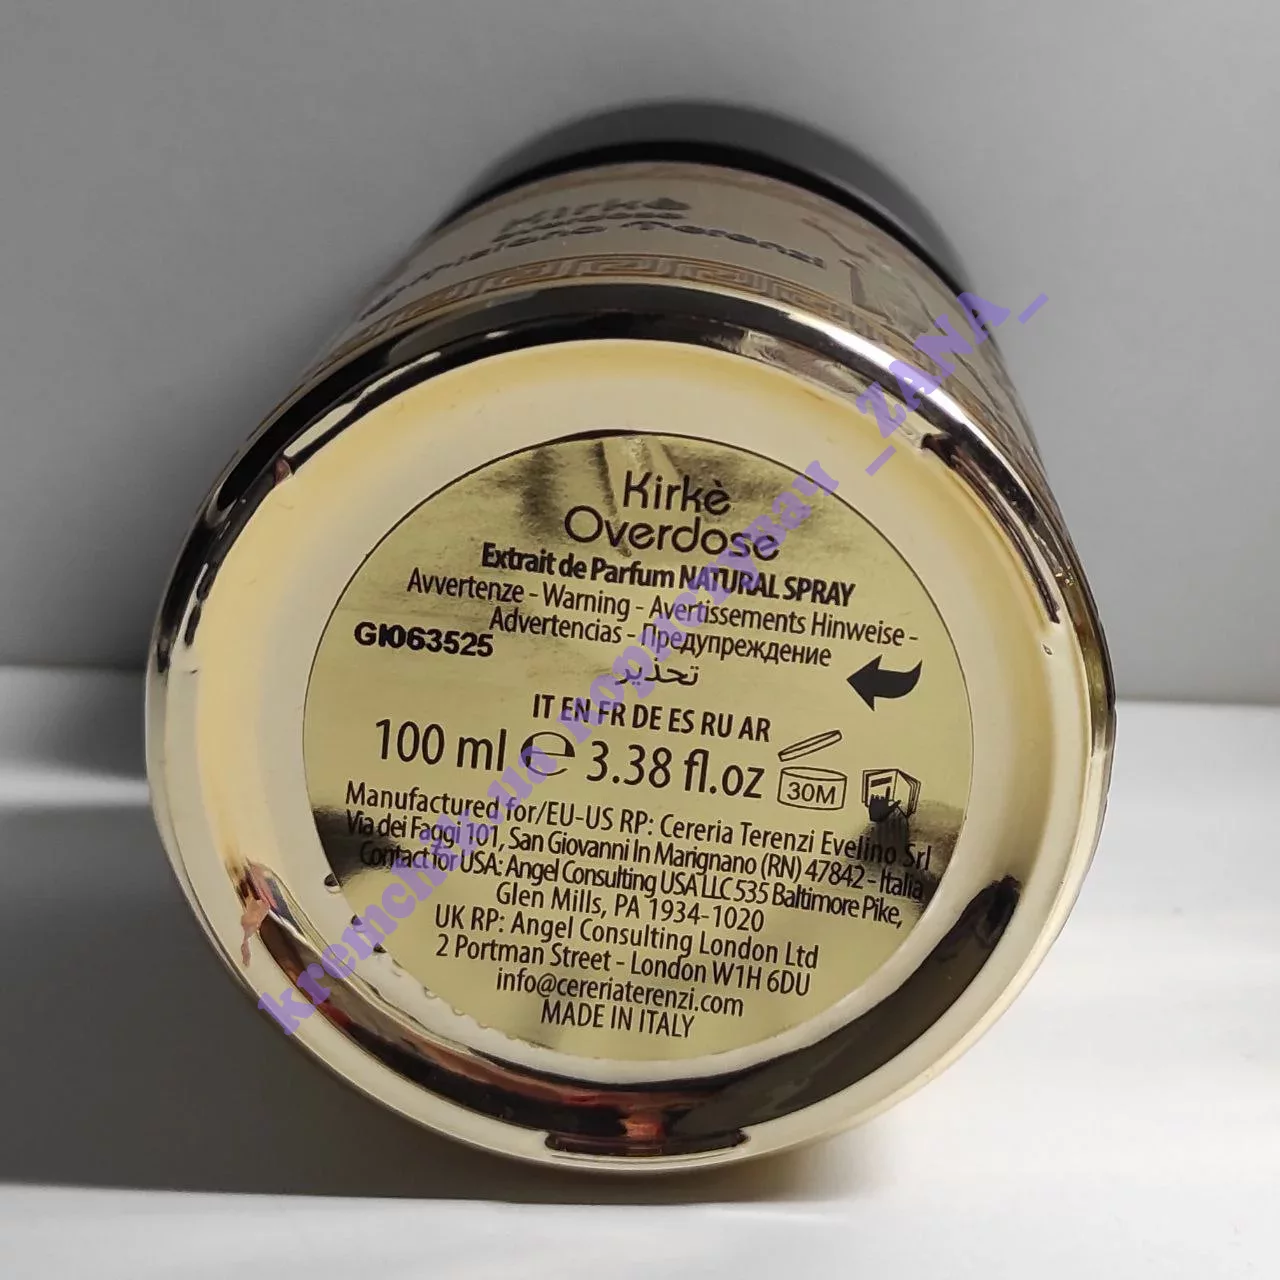 Kirkè
Overdose
Terenzi
Kirkè
Overdose
Extrait de Parfum NATURAL SPRAY
Avvertenze - Warning - Avertissements Hinweise -
Advertencias - Предупреждение
تحذير
GI063525
IT EN FR DE ES RU AR
100 ml ℮ 3.38 fl.oz
30M
Manufactured for/EU-US RP: Cereria Terenzi Evelino Srl
Via dei Faggi 101, San Giovanni In Marignano (RN) 47842 - Italia
Contact for USA: Angel Consulting USA LLC 535 Baltimore Pike,
Glen Mills, PA 1934-1020
UK RP: Angel Consulting London Ltd
2 Portman Street - London W1H 6DU
info@cereriaterenzi.com
MADE IN ITALY
_ZANA_